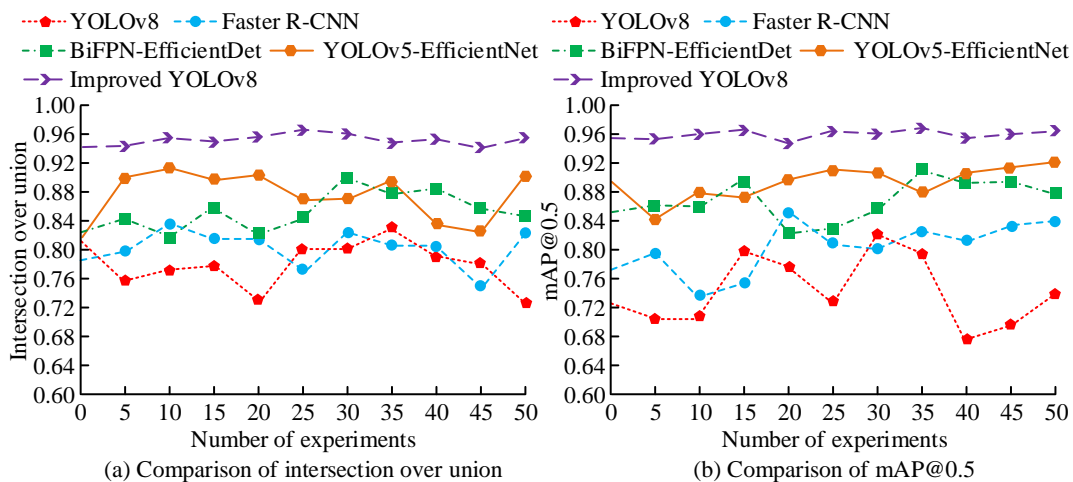 YOLOv8 Faster R-CNN
BiFPN-EfficientDet YOLOv5-EfficientNet
Improved YOLOv8
1.00
0.96
0.92
0.88
0.84
0.80
0.76
0.72
0.68
0.64
0.60
Intersection over union
0 5 10 15 20 25 30 35 40 45 50
Number of experiments
(a) Comparison of intersection over union
YOLOv8 Faster R-CNN
BiFPN-EfficientDet YOLOv5-EfficientNet
Improved YOLOv8
1.00
0.96
0.92
0.88
0.84
0.80
0.76
0.72
0.68
0.64
0.60
mAP@0.5
0 5 10 15 20 25 30 35 40 45 50
Number of experiments
(b) Comparison of mAP@0.5